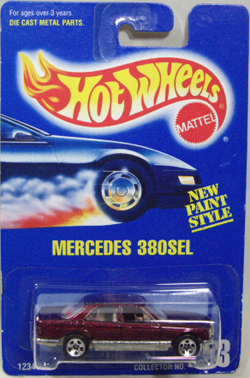 For ages over 3 years.
DIE CAST METAL PARTS.
Hot Wheels
MATTEL
NEW
PAINT
STYLE
MERCEDES 380SEL
COLLECTOR NO.